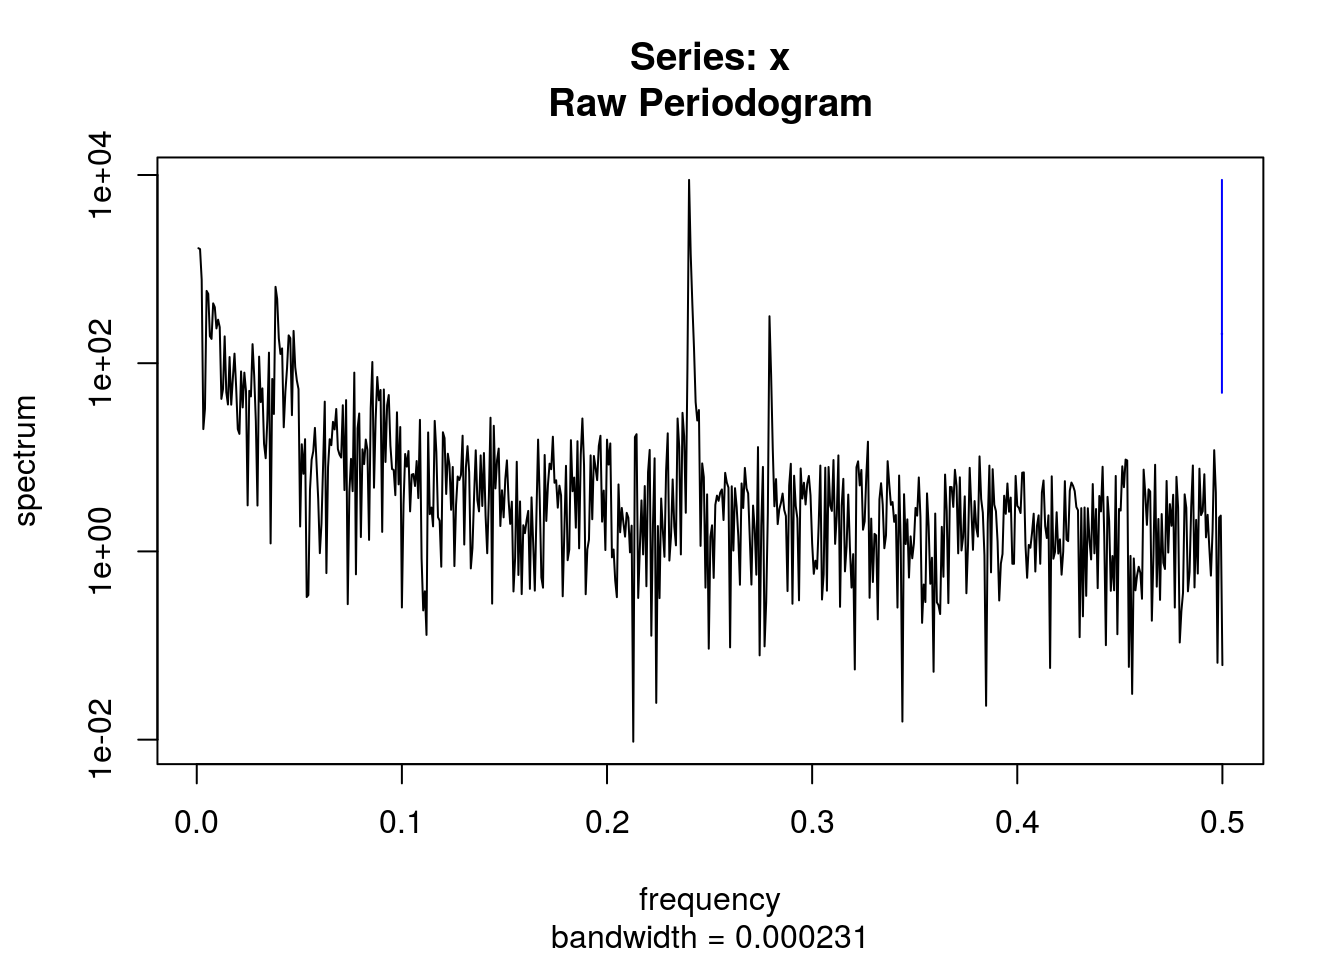 Series: x
Raw Periodogram
1e+04
1e+02
1e+00
1e-02
spectrum
0.0 0.1 0.2 0.3 0.4 0.5
frequency
bandwidth = 0.000231